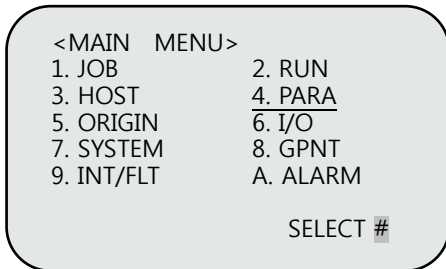 <MAIN MENU>
1. JOB 2. RUN
3. HOST 4. PARA
5. ORIGIN 6. I/O
7. SYSTEM 8. GPNT
9. INT/FLT A. ALARM
SELECT #